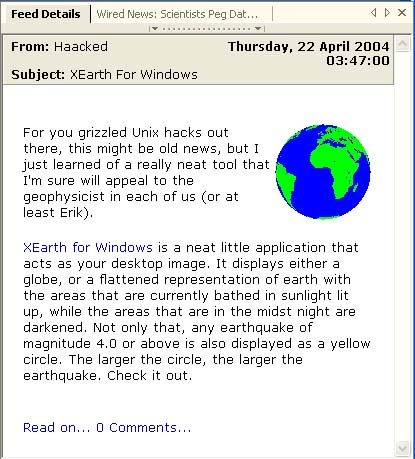 Feed Details
Wired News: Scientists Peg Dat...
From: Haacked
Thursday, 22 April 2004
03:47:00
Subject: XEarth For Windows
For you grizzled Unix hacks out
there, this might be old news, but I
just learned of a really neat tool that
I'm sure will appeal to the
geophysicist in each of us (or at
least Erik).
XEarth for Windows is a neat little application that
acts as your desktop image. It displays either a
globe, or a flattened representation of earth with
the areas that are currently bathed in sunlight lit
up, while the areas that are in the midst night are
darkened. Not only that, any earthquake of
magnitude 4.0 or above is also displayed as a yellow
circle. The larger the circle, the larger the
earthquake. Check it out.
Read on... 0 Comments...